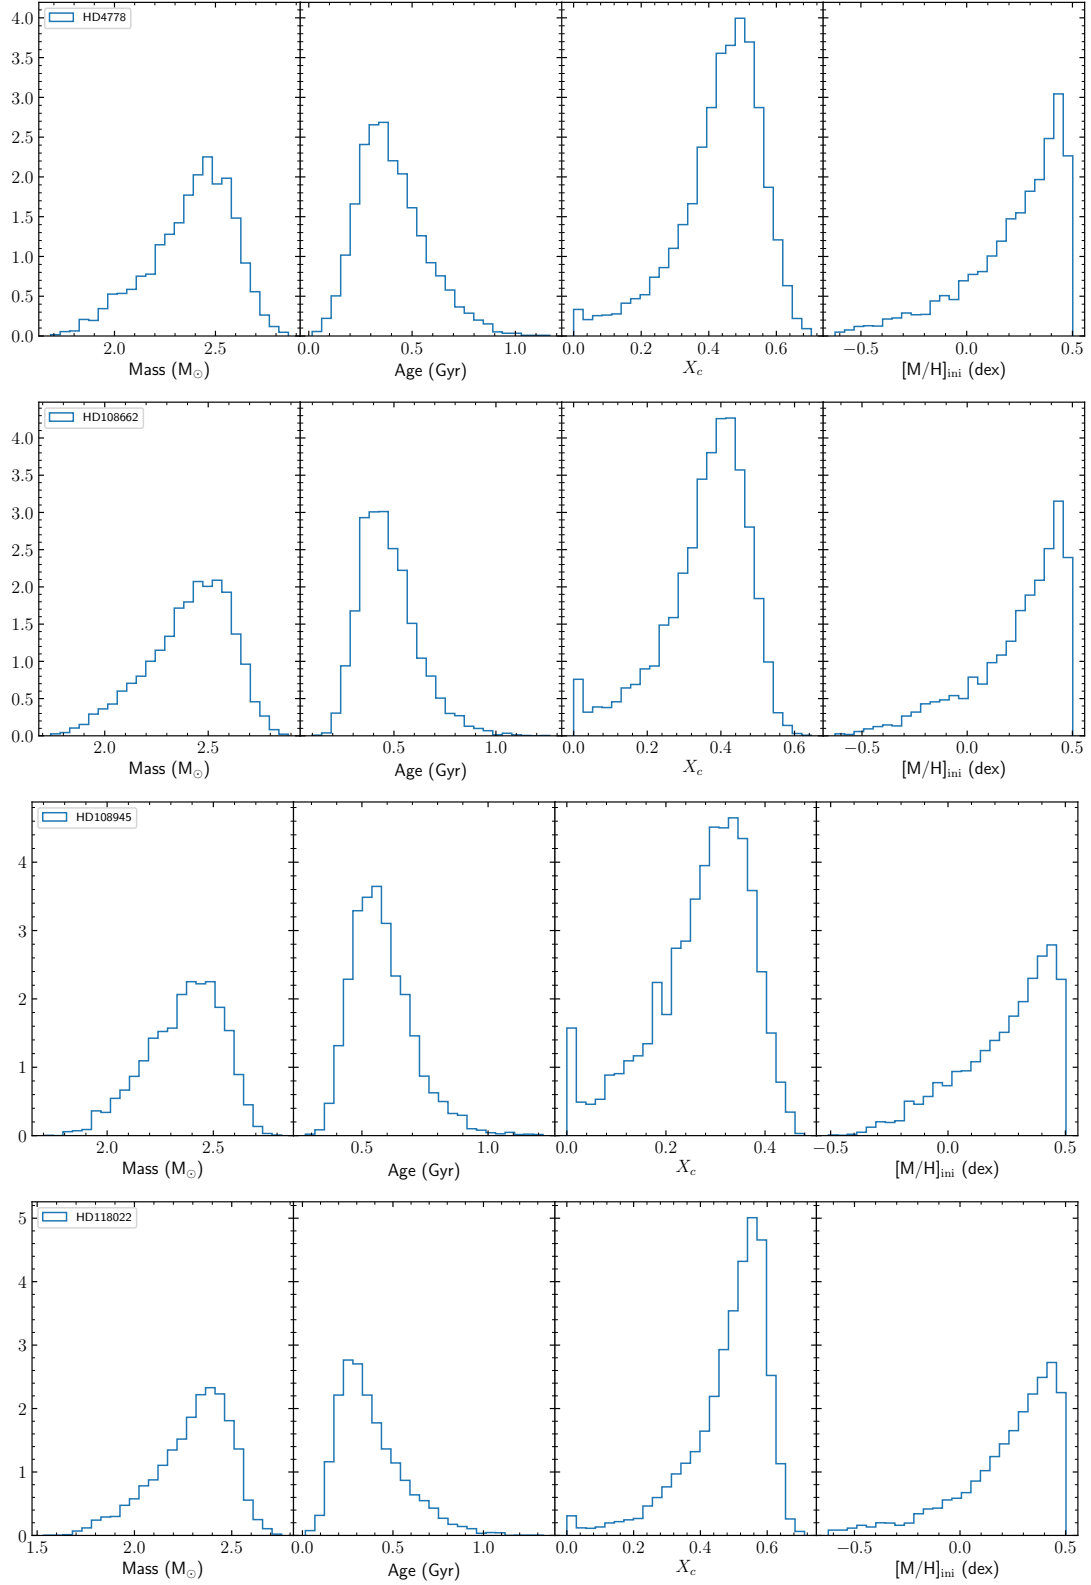 HD4778
4.0
3.5
3.0
2.5
2.0
1.5
1.0
0.5
0.0
2.0 2.5 0.0 0.5 1.0 0.0 0.2 0.4 0.6 −0.5 0.0 0.5
Mass (M⊙) Age (Gyr) Xc [M/H]ini (dex)
HD108662
4.0
3.5
3.0
2.5
2.0
1.5
1.0
0.5
0.0
2.0 2.5 0.5 1.0 0.0 0.2 0.4 0.6 −0.5 0.0 0.5
Mass (M⊙) Age (Gyr) Xc [M/H]ini (dex)
HD108945
4
3
2
1
0
2.0 2.5 0.5 1.0 0.0 0.2 0.4 −0.5 0.0 0.5
Mass (M⊙) Age (Gyr) Xc [M/H]ini (dex)
HD118022
5
4
3
2
1
0
1.5 2.0 2.5 0.0 0.5 1.0 0.0 0.2 0.4 0.6 −0.5 0.0 0.5
Mass (M⊙) Age (Gyr) Xc [M/H]ini (dex)